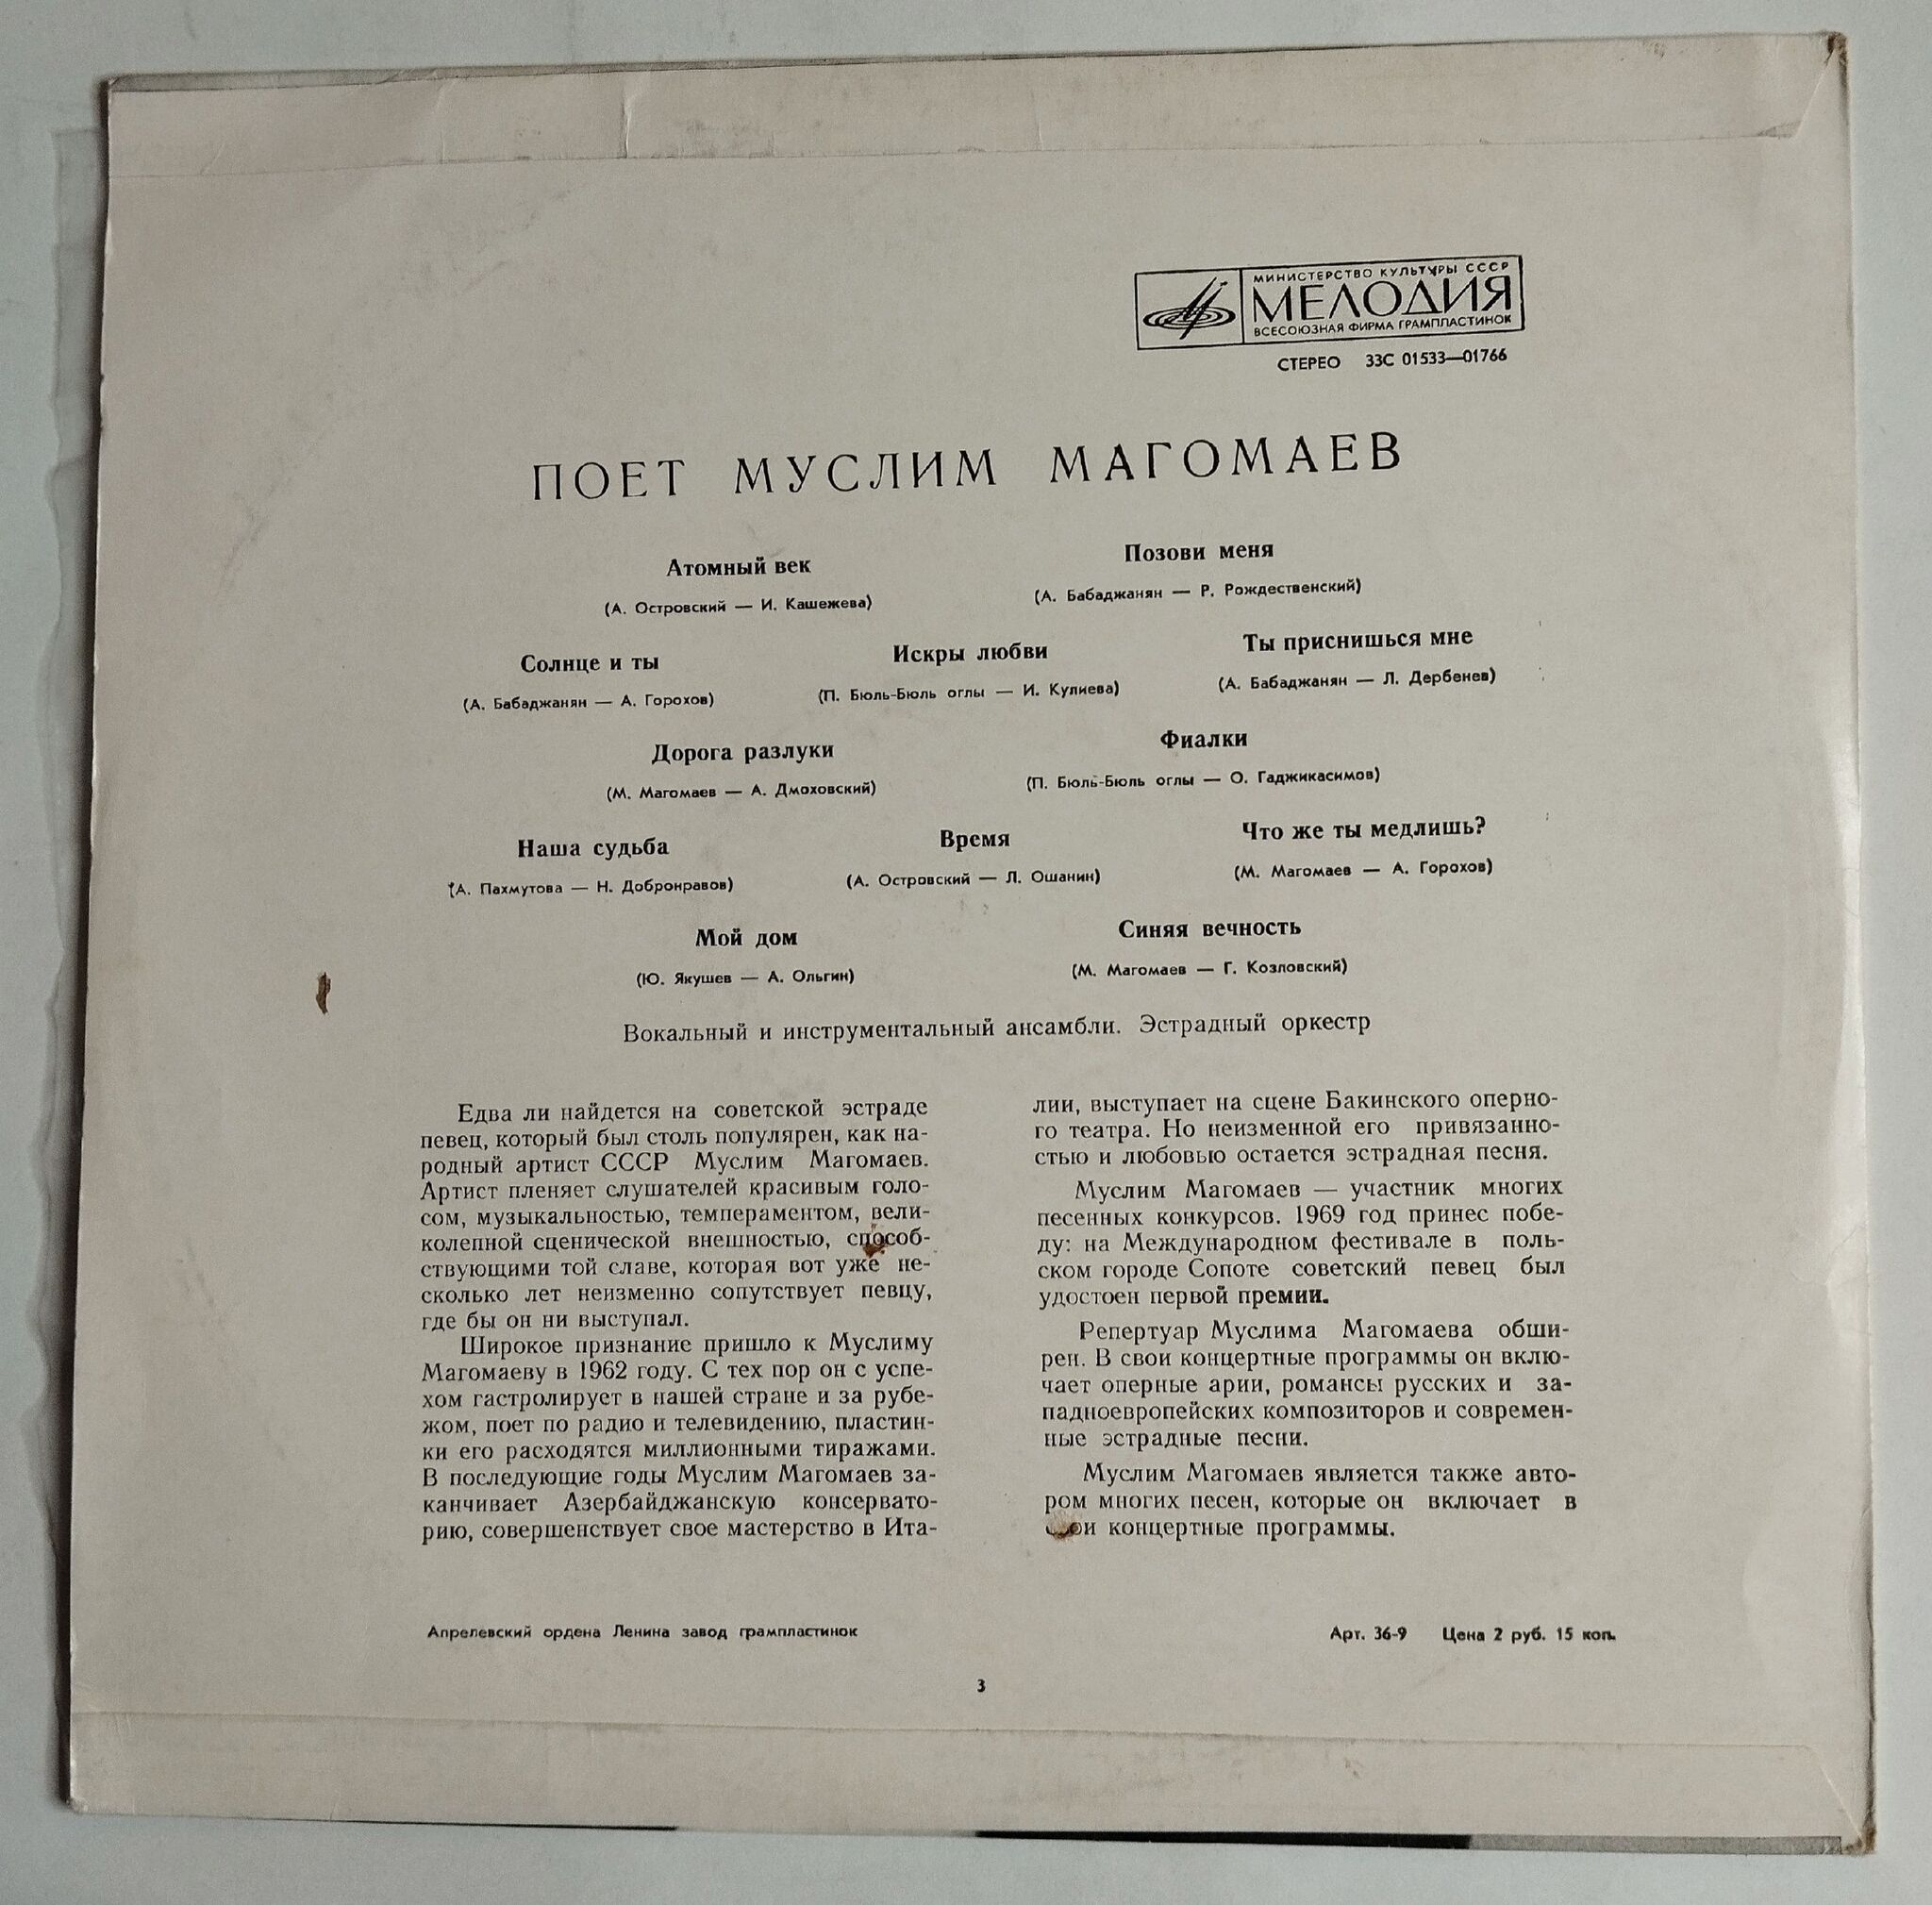 МИНИСТЕРСТВО КУЛЬТУРЫ СССР
МЕЛОДИЯ
ВСЕСОЮЗНАЯ ФИРМА ГРАМПЛАСТИНОК
СТЕРЕО 33С 01533—01766
ПОЕТ МУСЛИМ МАГОМАЕВ
Атомный век
(А. Островский — И. Кашежева)
Позови меня
(А. Бабаджанян — Р. Рождественский)
Солнце и ты
(А. Бабаджанян — А. Горохов)
Искры любви
(П. Бюль-Бюль оглы — И. Кулиева)
Ты приснишься мне
(А. Бабаджанян — Л. Дербенев)
Дорога разлуки
(М. Магомаев — А. Дмоховский)
Фиалки
(П. Бюль-Бюль оглы — О. Гаджикасимов)
Наша судьба
(А. Пахмутова — Н. Добронравов)
Время
(А. Островский — Л. Ошанин)
Что же ты медлишь?
(М. Магомаев — А. Горохов)
Мой дом
(Ю. Якушев — А. Ольгин)
Синяя вечность
(М. Магомаев — Г. Козловский)
Вокальный и инструментальный ансамбли. Эстрадный оркестр
Едва ли найдется на советской эстраде
певец, который был столь популярен, как на-
родный артист СССР Муслим Магомаев.
Артист пленяет слушателей красивым голо-
сом, музыкальностью, темпераментом, вели-
колепной сценической внешностью, способ-
ствующими той славе, которая вот уже не-
сколько лет неизменно сопутствует певцу,
где бы он ни выступал.
Широкое признание пришло к Муслиму
Магомаеву в 1962 году. С тех пор он с успе-
хом гастролирует в нашей стране и за рубе-
жом, поет по радио и телевидению, пластин-
ки его расходятся миллионными тиражами.
В последующие годы Муслим Магомаев за-
канчивает Азербайджанскую консервато-
рию, совершенствует свое мастерство в Ита-
лии, выступает на сцене Бакинского оперно-
го театра. Но неизменной его привязанно-
стью и любовью остается эстрадная песня.
Муслим Магомаев — участник многих
песенных конкурсов. 1969 год принес побе-
ду: на Международном фестивале в поль-
ском городе Сопоте советский певец был
удостоен первой премии.
Репертуар Муслима Магомаева обши-
рен. В свои концертные программы он вклю-
чает оперные арии, романсы русских и за-
падноевропейских композиторов и современ-
ные эстрадные песни.
Муслим Магомаев является также авто-
ром многих песен, которые он включает в
свои концертные программы.
Апрелевский ордена Ленина завод грампластинок
Арт. 36-9 Цена 2 руб. 15 коп.
3